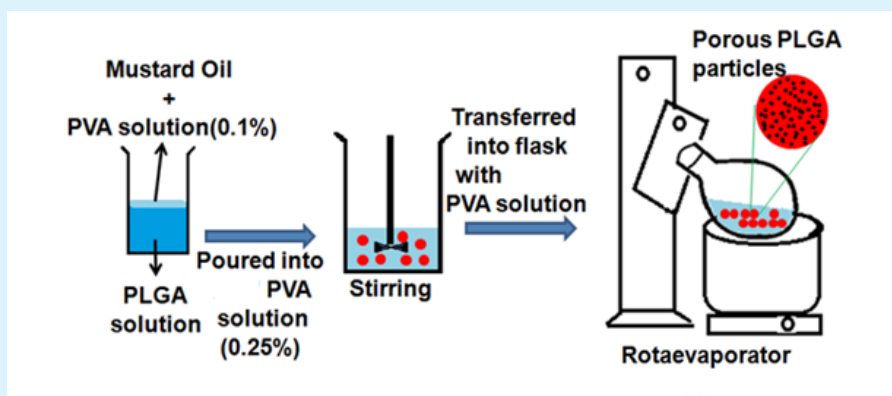 Mustard Oil
+
PVA solution(0.1%)
PLGA
solution
Poured into
PVA
solution
(0.25%)
Stirring
Transferred
into flask
with
PVA solution
Porous PLGA
particles
Rotaevaporator